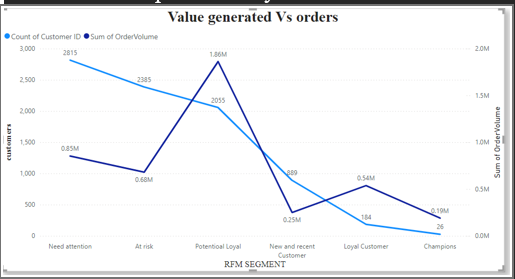 Value generated Vs orders
Count of Customer ID Sum of OrderVolume
3,000
2,500
2,000
1,500
1,000
500
0
customers
2.0M
1.5M
1.0M
0.5M
0.0M
Sum of OrderVolume
2815
2385
2055
889
184
26
0.85M
0.68M
1.86M
0.25M
0.54M
0.19M
Need attention
At risk
Potentioal Loyal
New and recent
Customer
Loyal Customer
Champions
RFM SEGMENT